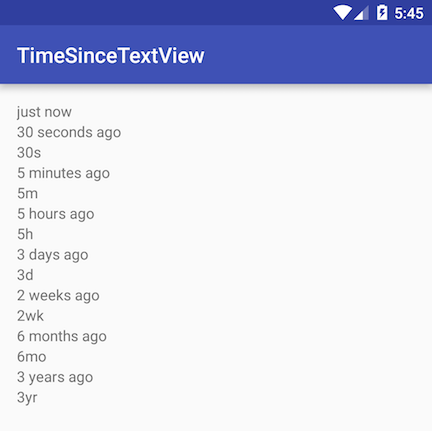 5:45
TimeSinceTextView
just now
30 seconds ago
30s
5 minutes ago
5m
5 hours ago
5h
3 days ago
3d
2 weeks ago
2wk
6 months ago
6mo
3 years ago
3yr